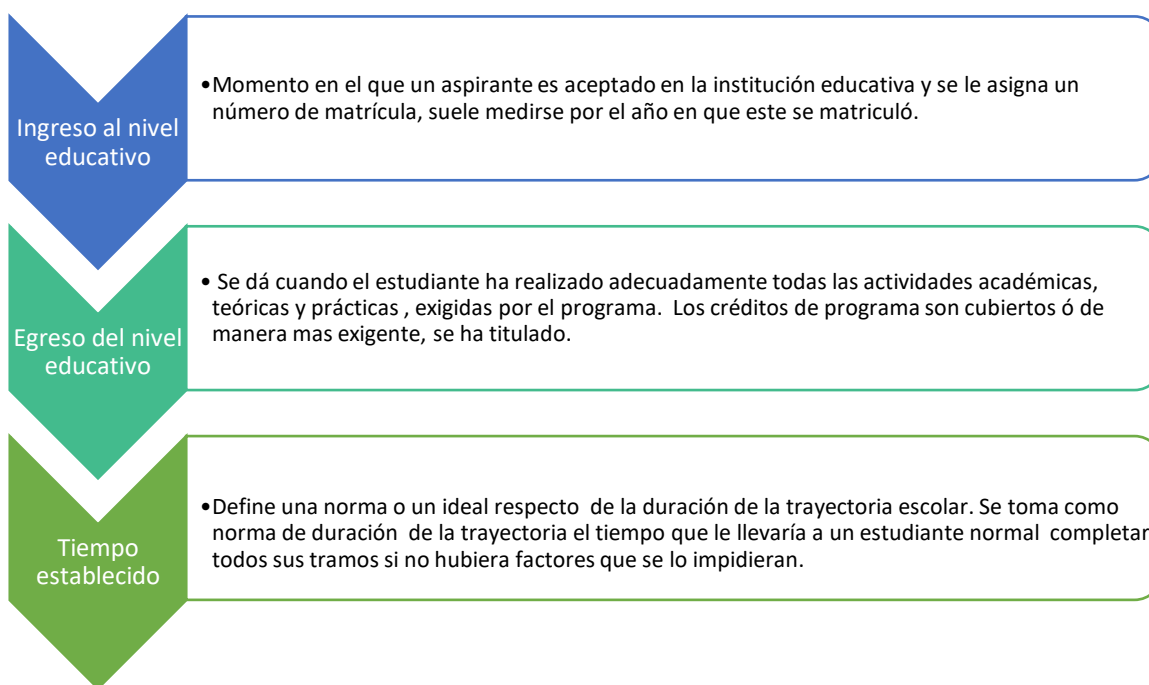 Ingreso al nivel
educativo
•Momento en el que un aspirante es aceptado en la institución educativa y se le asigna un
número de matrícula, suele medirse por el año en que este se matriculó.
Egreso del nivel
educativo
• Se dá cuando el estudiante ha realizado adecuadamente todas las actividades académicas,
teóricas y prácticas , exigidas por el programa.  Los créditos de programa son cubiertos ó de
manera mas exigente, se ha titulado.
Tiempo
establecido
•Define una norma o un ideal respecto  de la duración de la trayectoria escolar. Se toma como
norma de duración  de la trayectoria el tiempo que le llevaría a un estudiante normal  completar
todos sus tramos si no hubiera factores que se lo impidieran.